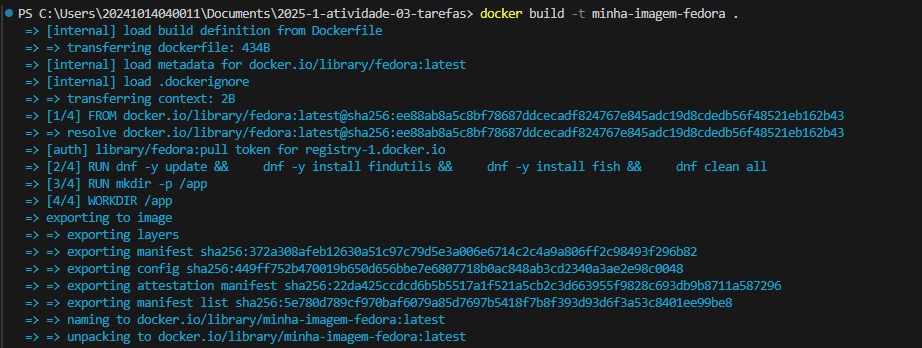 PS C:\Users\20241014040011\Documents\2025-1-atividade-03-tarefas> docker build -t minha-imagem-fedora .
=> [internal] load build definition from Dockerfile
=> => transferring dockerfile: 434B
=> [internal] load metadata for docker.io/library/fedora:latest
=> [internal] load .dockerignore
=> => transferring context: 2B
=> [1/4] FROM docker.io/library/fedora:latest@sha256:ee88ab8a5c8bf78687ddcecadf824767e845adc19d8cdedb56f48521eb162b43
=> => resolve docker.io/library/fedora:latest@sha256:ee88ab8a5c8bf78687ddcecadf824767e845adc19d8cdedb56f48521eb162b43
=> [auth] library/fedora:pull token for registry-1.docker.io
=> [2/4] RUN dnf -y update &&     dnf -y install findutils &&     dnf -y install fish &&     dnf clean all
=> [3/4] RUN mkdir -p /app
=> [4/4] WORKDIR /app
=> exporting to image
=> => exporting layers
=> => exporting manifest sha256:372a308afeb12630a51c97c79d5e3a006e6714c2c4a9a806ff2c98493f296b82
=> => exporting config sha256:449ff752b470019b650d656bbe7e6807718b0ac848ab3cd2340a3ae2e98c0048
=> => exporting attestation manifest sha256:22da425ccdcd6b5b5517a1f521a5cb2c3d663955f9828c693db9b8711a587296
=> => exporting manifest list sha256:5e780d789cf970baf6079a85d7697b5418f7b8f393d93d6f3a53c8401ee99be8
=> => naming to docker.io/library/minha-imagem-fedora:latest
=> => unpacking to docker.io/library/minha-imagem-fedora:latest